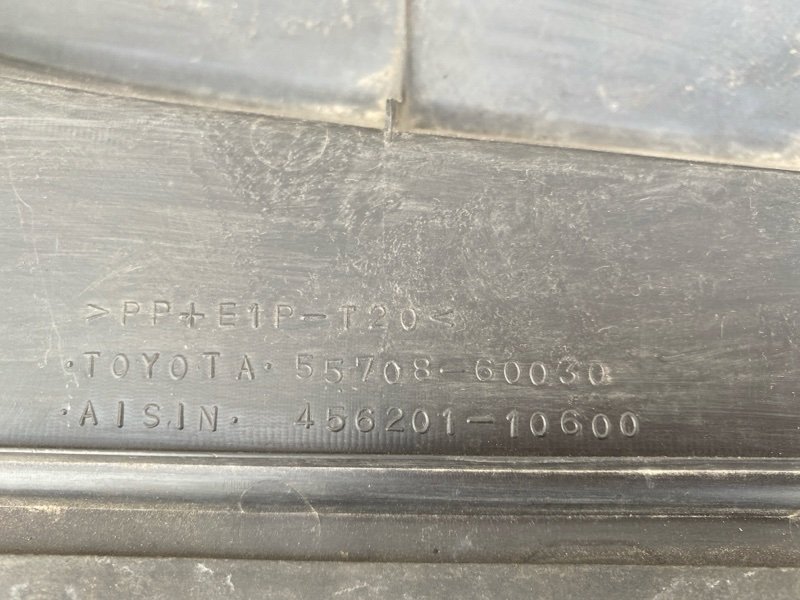 >PP+E1P-T20<
·TOYOTA· 55708-60030
·AISIN· 456201-10600